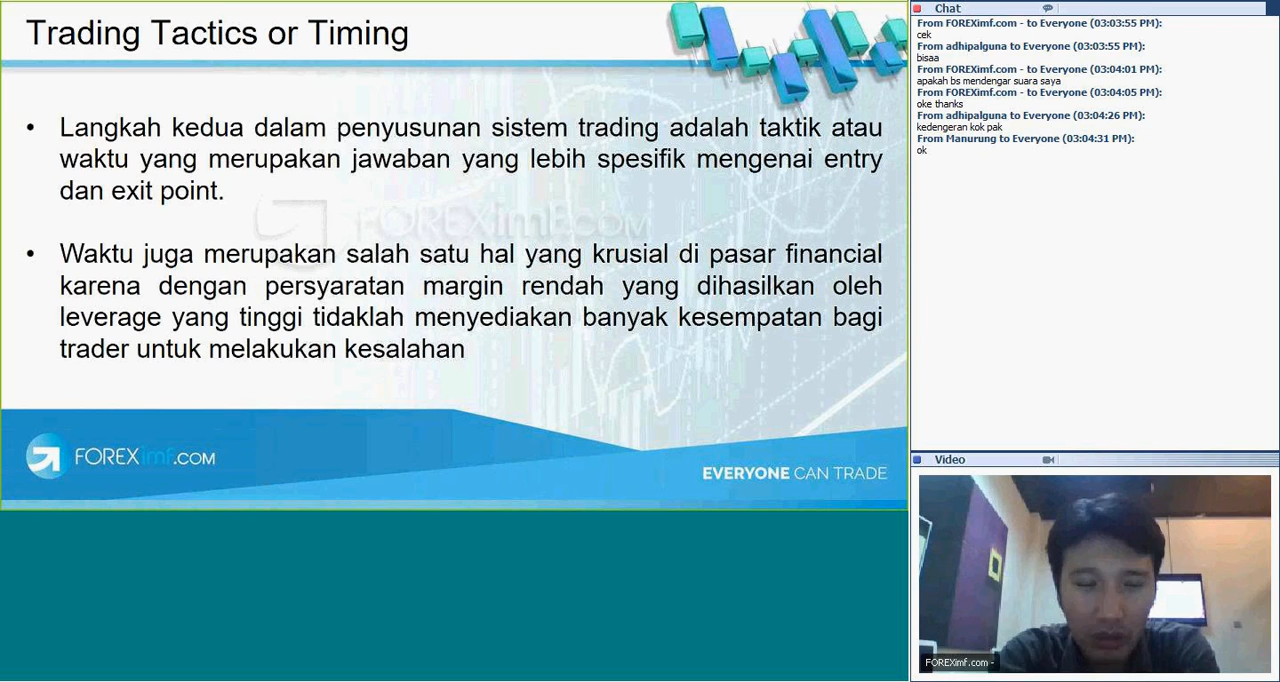 Trading Tactics or Timing
• Langkah kedua dalam penyusunan sistem trading adalah taktik atau
waktu yang merupakan jawaban yang lebih spesifik mengenai entry
dan exit point.
FOREXimF.COM
• Waktu juga merupakan salah satu hal yang krusial di pasar financial
karena dengan persyaratan margin rendah yang dihasilkan oleh
leverage yang tinggi tidaklah menyediakan banyak kesempatan bagi
trader untuk melakukan kesalahan
FOREXimF.COM
EVERYONE CAN TRADE
Chat
From FOREXimf.com - to Everyone (03:03:55 PM):
cek
From adhipalguna to Everyone (03:03:55 PM):
bisaa
From FOREXimf.com - to Everyone (03:04:01 PM):
apakah bs mendengar suara saya
From FOREXimf.com - to Everyone (03:04:05 PM):
oke thanks
From adhipalguna to Everyone (03:04:26 PM):
kedengeran kok pak
From Manurung to Everyone (03:04:31 PM):
ok
Video
FOREXimf.com -